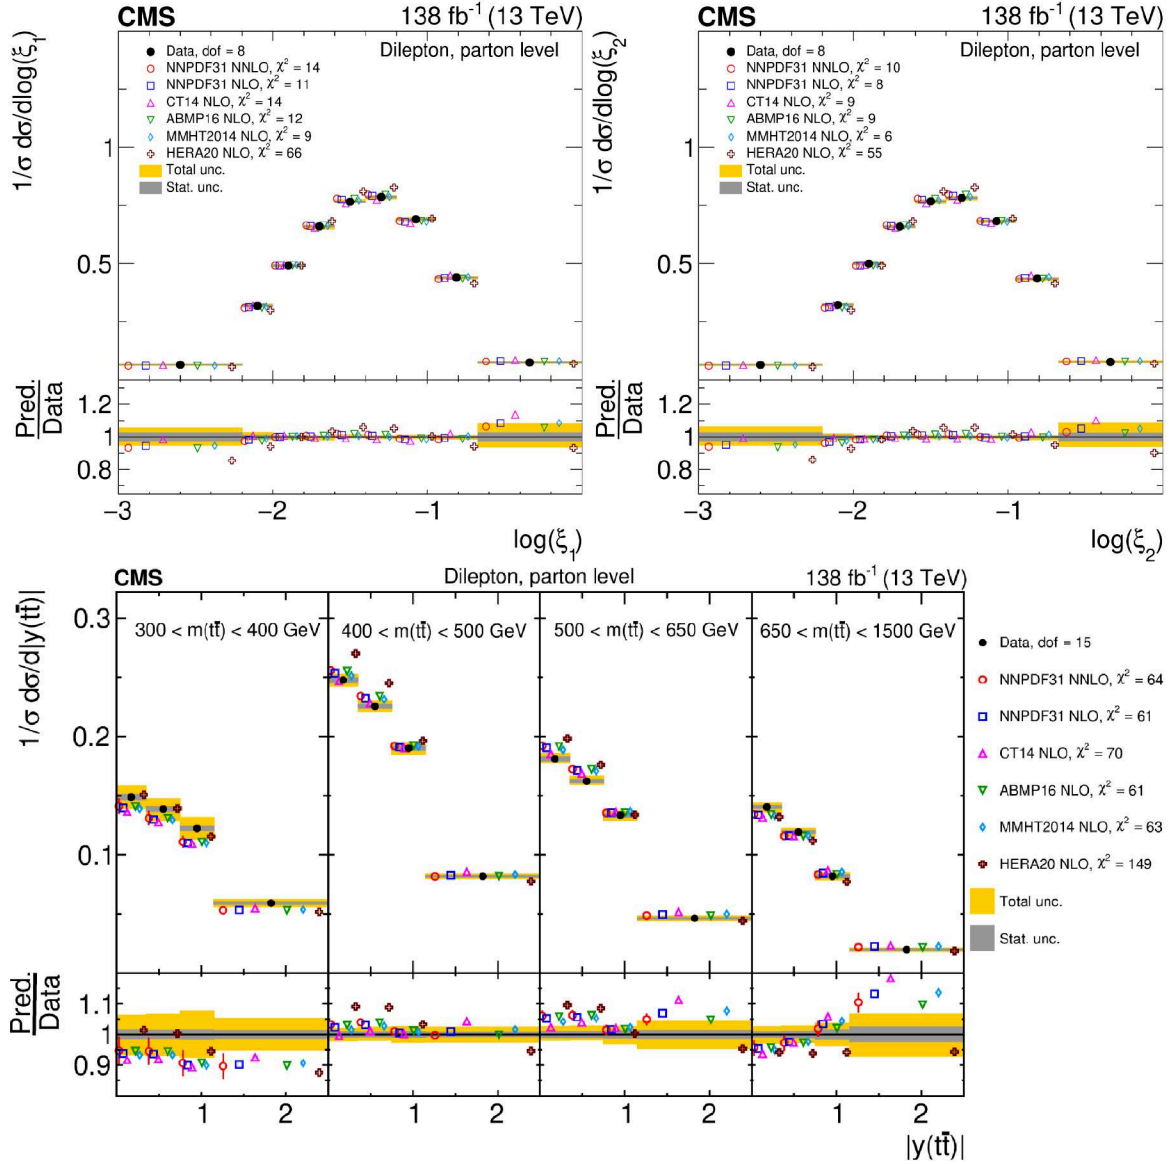 CMS 138 fb⁻¹ (13 TeV)
Dilepton, parton level
1/σ dσ/dlog(ξ₁)
Data, dof = 8
NNPDF31 NNLO, χ² = 14
NNPDF31 NLO, χ² = 11
CT14 NLO, χ² = 14
ABMP16 NLO, χ² = 12
MMHT2014 NLO, χ² = 9
HERA20 NLO, χ² = 66
Total unc.
Stat. unc.
1
0.5
Pred.
Data
1.2
1
0.8
−3 −2 −1
log(ξ₁)
CMS 138 fb⁻¹ (13 TeV)
Dilepton, parton level
1/σ dσ/dlog(ξ₂)
Data, dof = 8
NNPDF31 NNLO, χ² = 10
NNPDF31 NLO, χ² = 8
CT14 NLO, χ² = 9
ABMP16 NLO, χ² = 9
MMHT2014 NLO, χ² = 6
HERA20 NLO, χ² = 55
Total unc.
Stat. unc.
1
0.5
Pred.
Data
1.2
1
0.8
−3 −2 −1
log(ξ₂)
CMS Dilepton, parton level 138 fb⁻¹ (13 TeV)
1/σ dσ/d|y(tt̄)|
300 < m(tt̄) < 400 GeV 400 < m(tt̄) < 500 GeV 500 < m(tt̄) < 650 GeV 650 < m(tt̄) < 1500 GeV
0.3
0.2
0.1
Data, dof = 15
NNPDF31 NNLO, χ² = 64
NNPDF31 NLO, χ² = 61
CT14 NLO, χ² = 70
ABMP16 NLO, χ² = 61
MMHT2014 NLO, χ² = 63
HERA20 NLO, χ² = 149
Total unc.
Stat. unc.
Pred.
Data
1.1
1
0.9
1 2 1 2 1 2 1 2
|y(tt̄)|